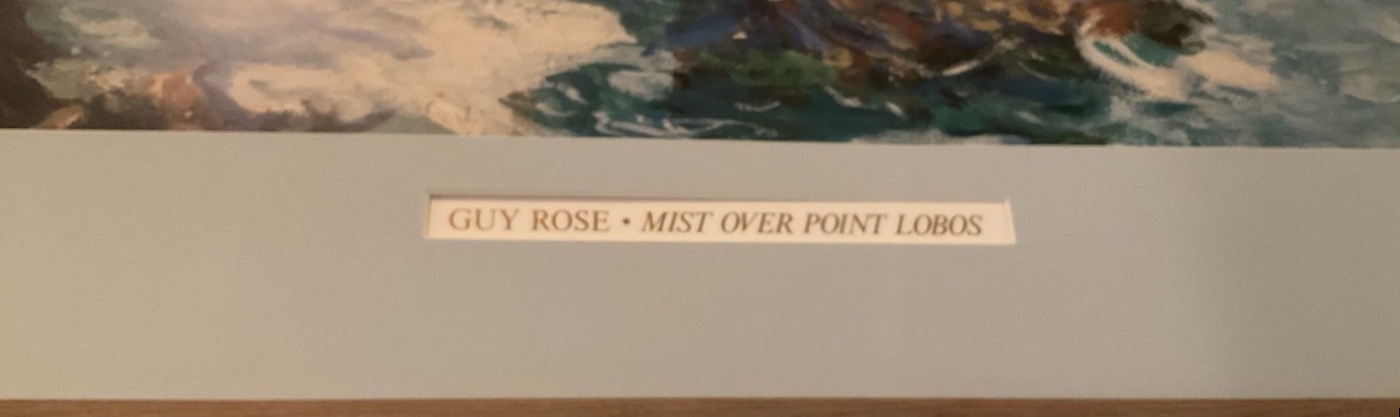 GUY ROSE • MIST OVER POINT LOBOS